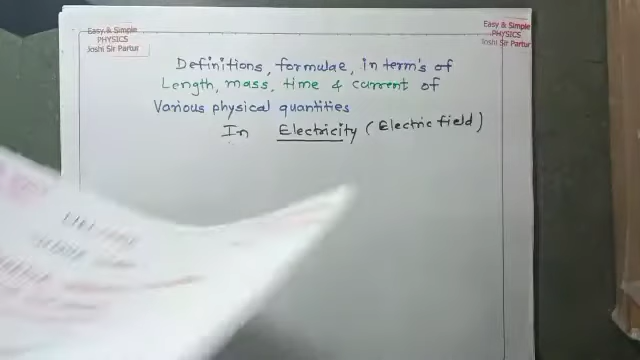 Easy & Simple
PHYSICS
Joshi Sir Partur
Easy & Simple
PHYSICS
Joshi Sir Partur
Definitions, formulae, in term's of
Length, mass, time & current of
Various physical quantities
In Electricity (Electric field)